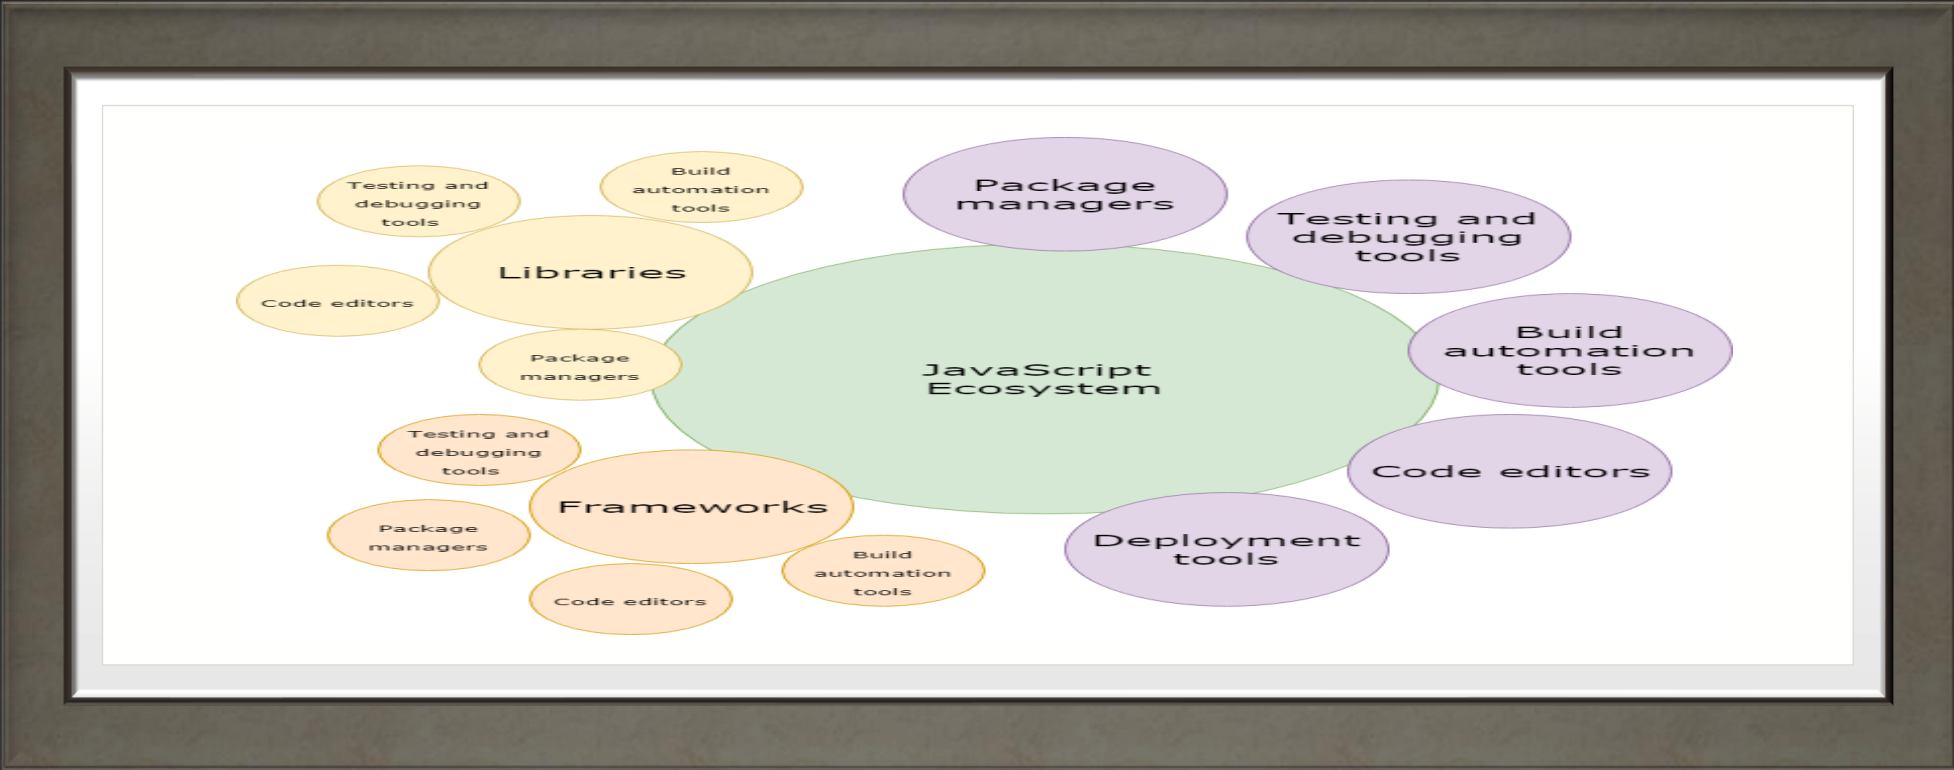 Testing and
debugging
tools
Build
automation
tools
Libraries
Code editors
Package
managers
Package
managers
Testing and
debugging
tools
Build
automation
tools
JavaScript
Ecosystem
Code editors
Deployment
tools
Testing and
debugging
tools
Frameworks
Package
managers
Code editors
Build
automation
tools